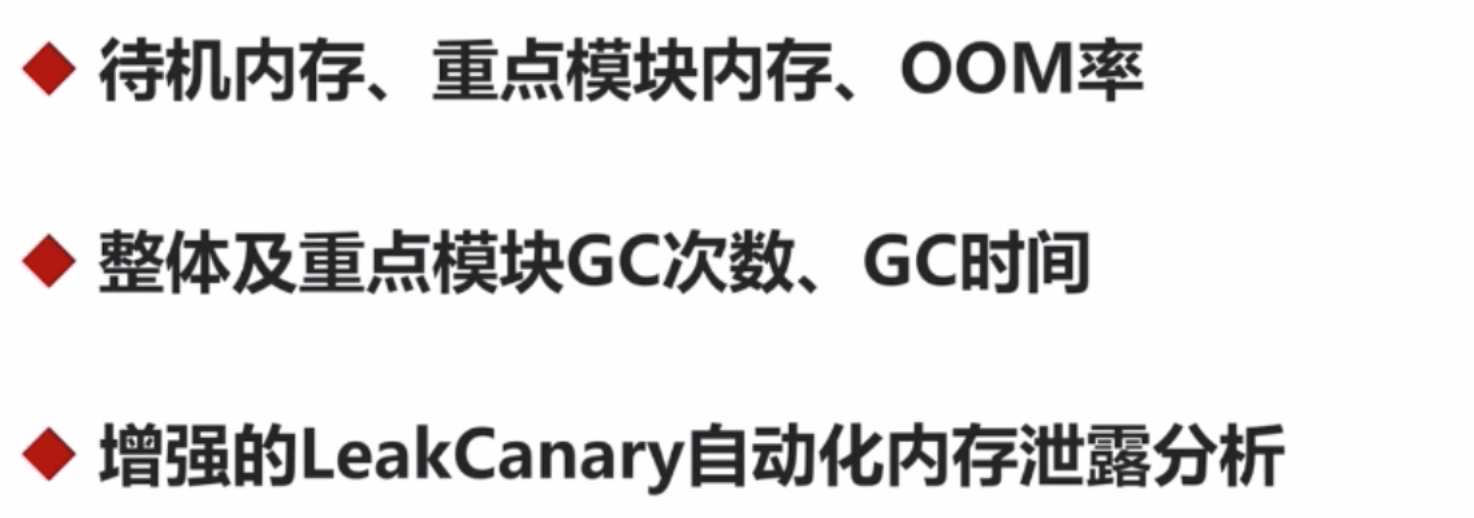 待机内存、重点模块内存、OOM率
整体及重点模块GC次数、GC时间
增强的LeakCanary自动化内存泄露分析